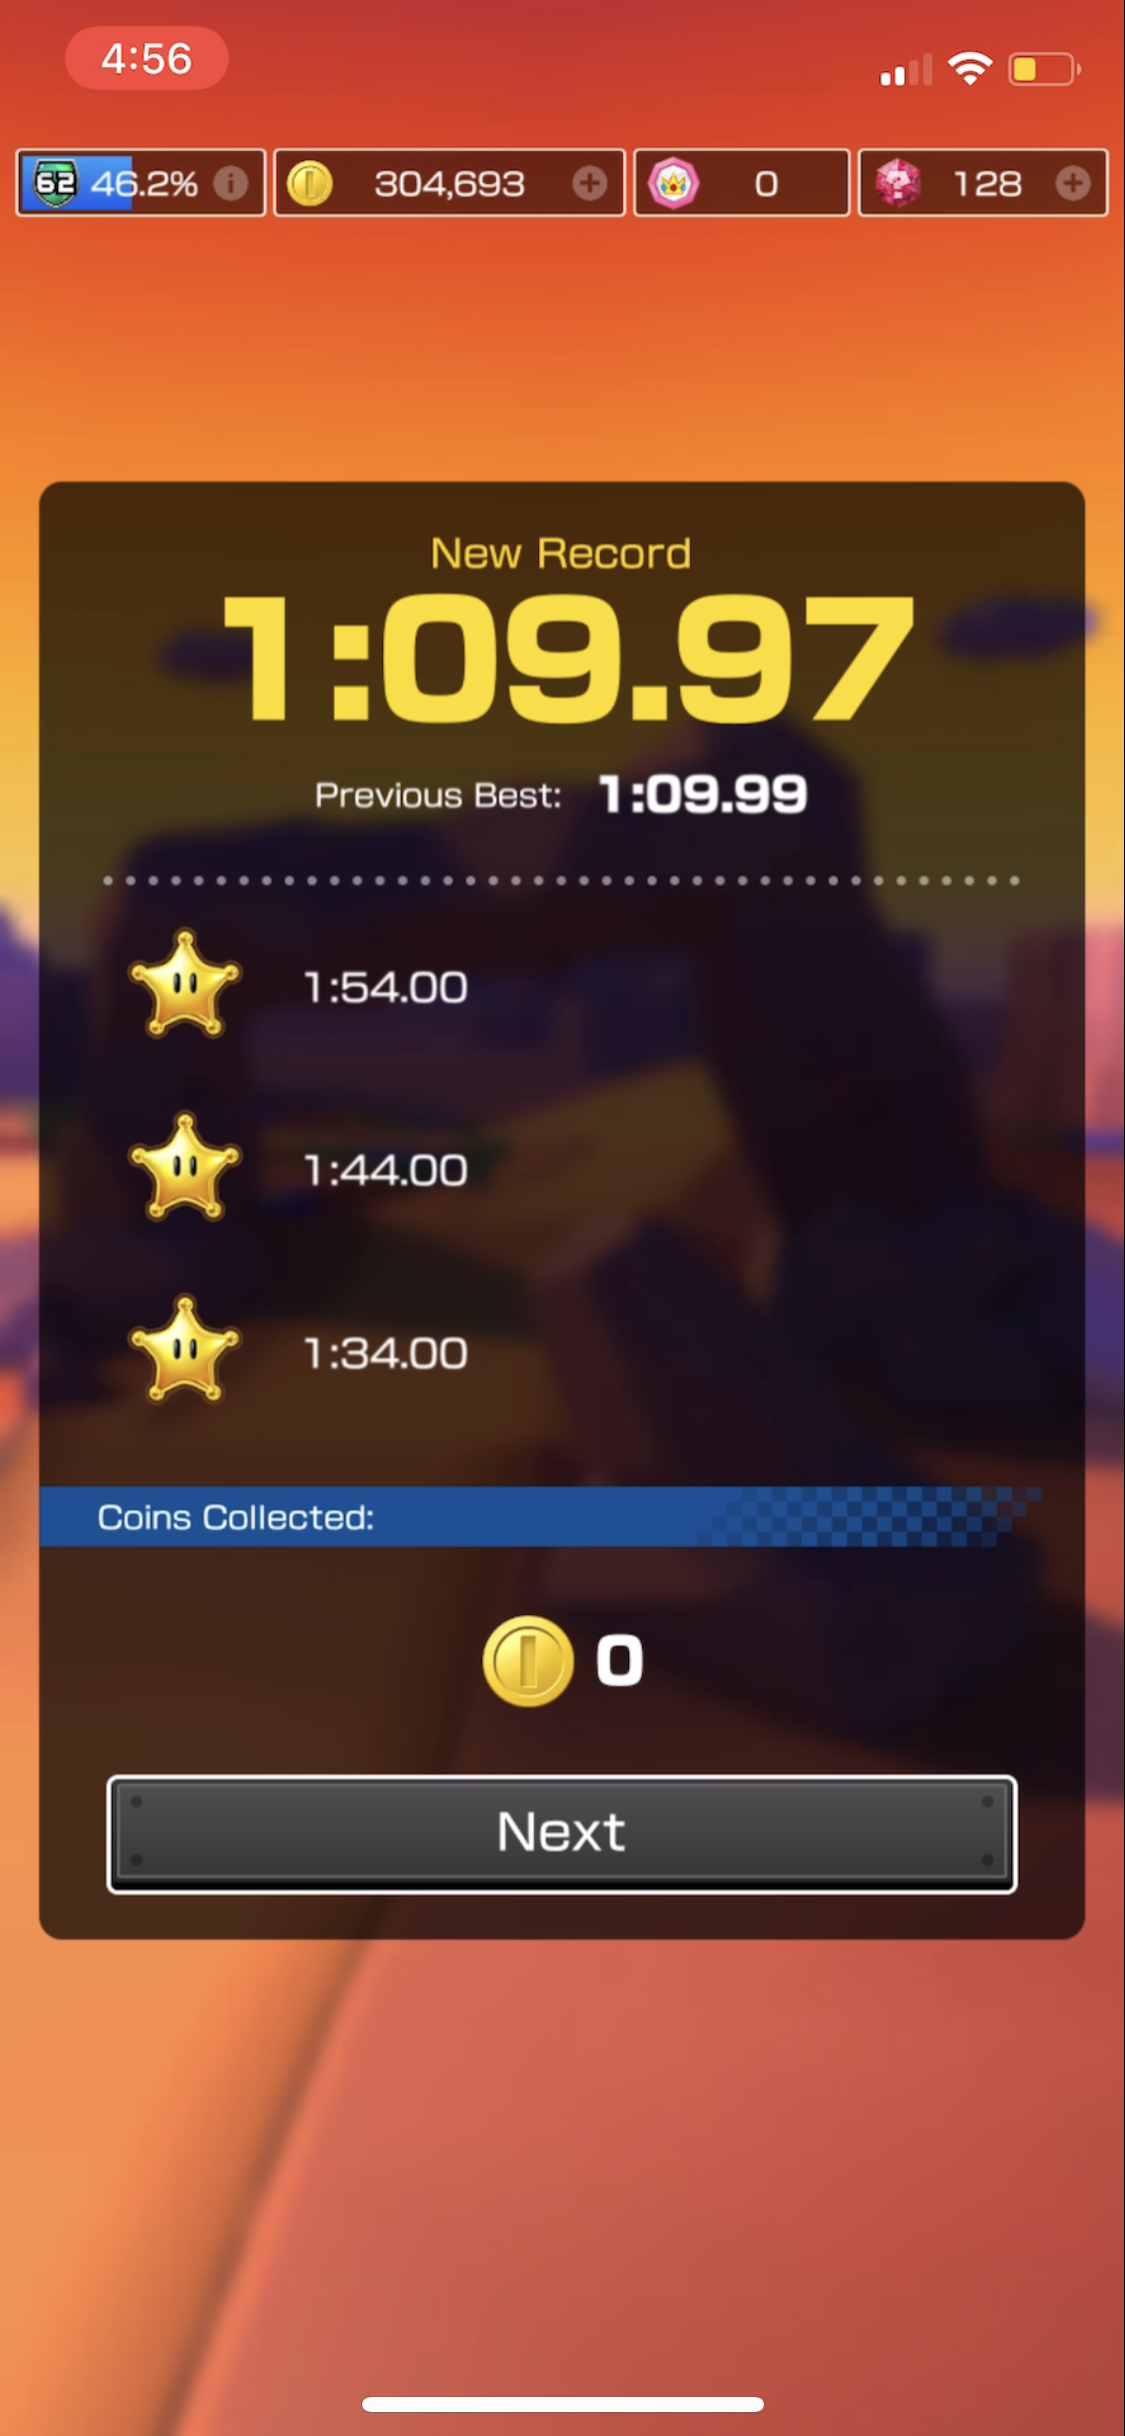 4:56
62 46.2% i 304,693 + 0 128 +
New Record
1:09.97
Previous Best: 1:09.99
1:54.00
1:44.00
1:34.00
Coins Collected:
0
Next